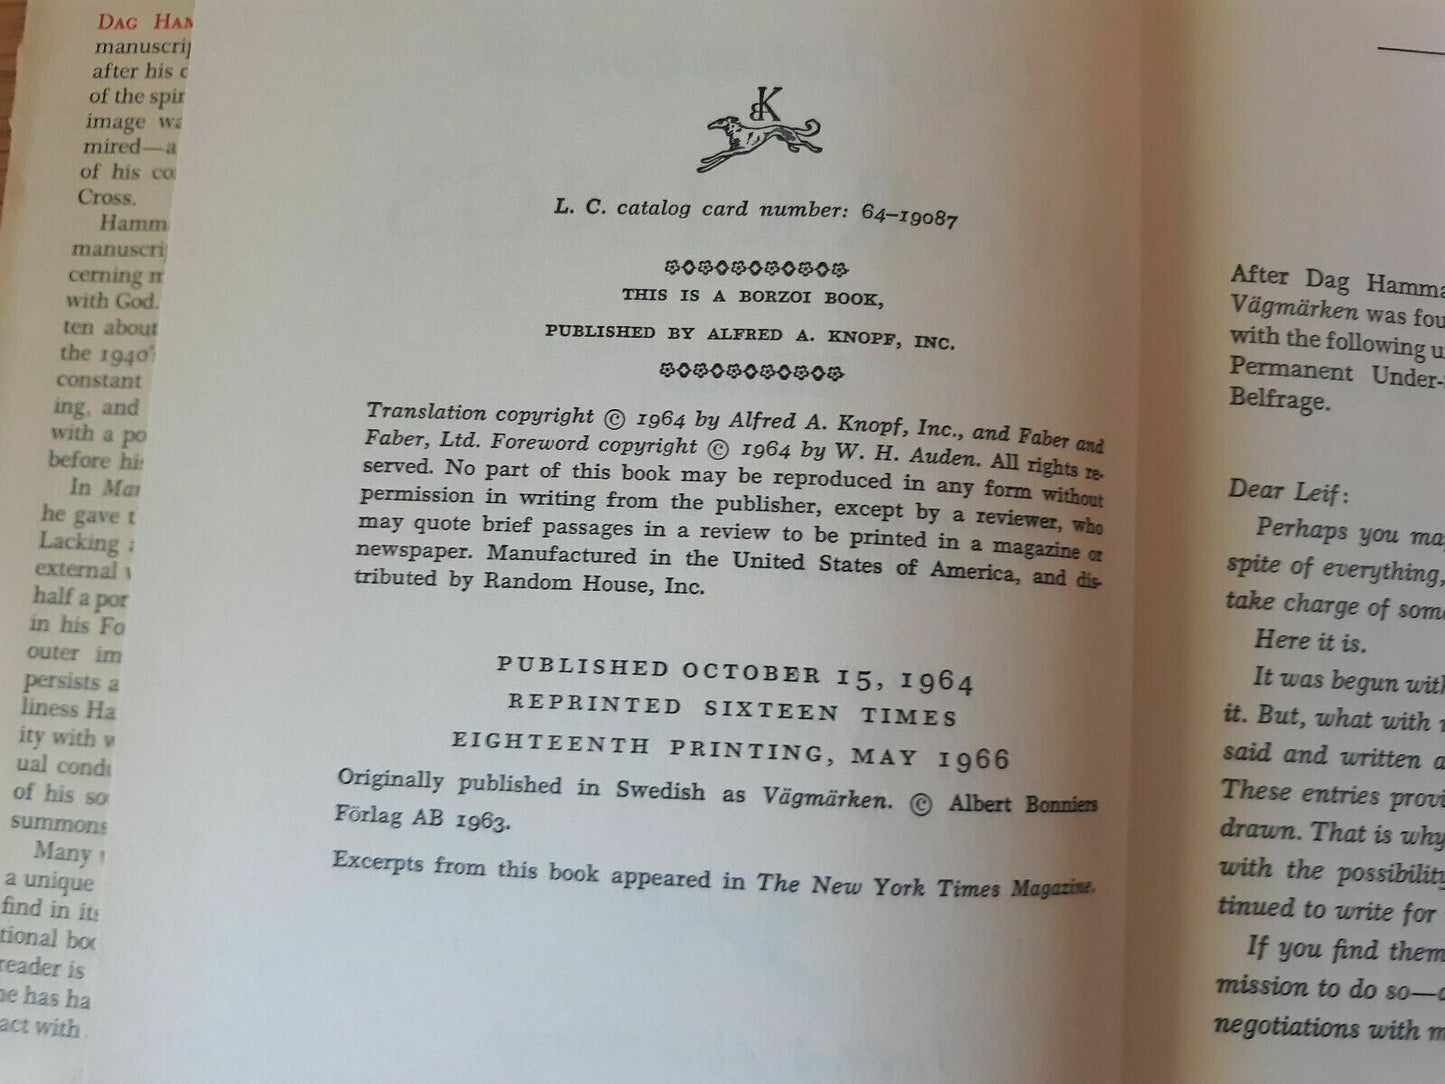 DAG
manuscri
after his
of the spir
image
mired—a
of his
Cross.
Hamm
manuscri
cerning
with God.
ten about
the 1940's
constant
ing, and
with a po
before his
In
he gave t
Lacking
external
half a por
in his Fo
outer im
persists a
liness Ha
ity with
ual
of his so
summons
Many
a unique
find in its
tional
reader is
he has ha
act with
BK
L. C. catalog card number: 64–19087
THIS IS A BORZOI BOOK,
PUBLISHED BY ALFRED A. KNOPF, INC.
Translation copyright © 1964 by Alfred A. Knopf, Inc., and Faber and
Faber, Ltd. Foreword copyright © 1964 by W. H. Auden. All rights re-
served. No part of this book may be reproduced in any form without
permission in writing from the publisher, except by a reviewer, who
may quote brief passages in a review to be printed in a magazine or
newspaper. Manufactured in the United States of America, and dis-
tributed by Random House, Inc.
PUBLISHED OCTOBER 15, 1964
REPRINTED SIXTEEN TIMES
EIGHTEENTH PRINTING, MAY 1966
Originally published in Swedish as Vägmärken. © Albert Bonniers
Förlag AB 1963.
Excerpts from this book appeared in The New York Times Magazine.
After Dag Hamma
Vägmärken was fou
with the following u
Permanent Under-
Belfrage.
Dear Leif:
Perhaps you ma
spite of everything,
take charge of som
Here it is.
It was begun with
it. But, what with
said and written a
These entries provi
drawn. That is why
with the possibility
tinued to write for
If you find them
mission to do so—
negotiations with m